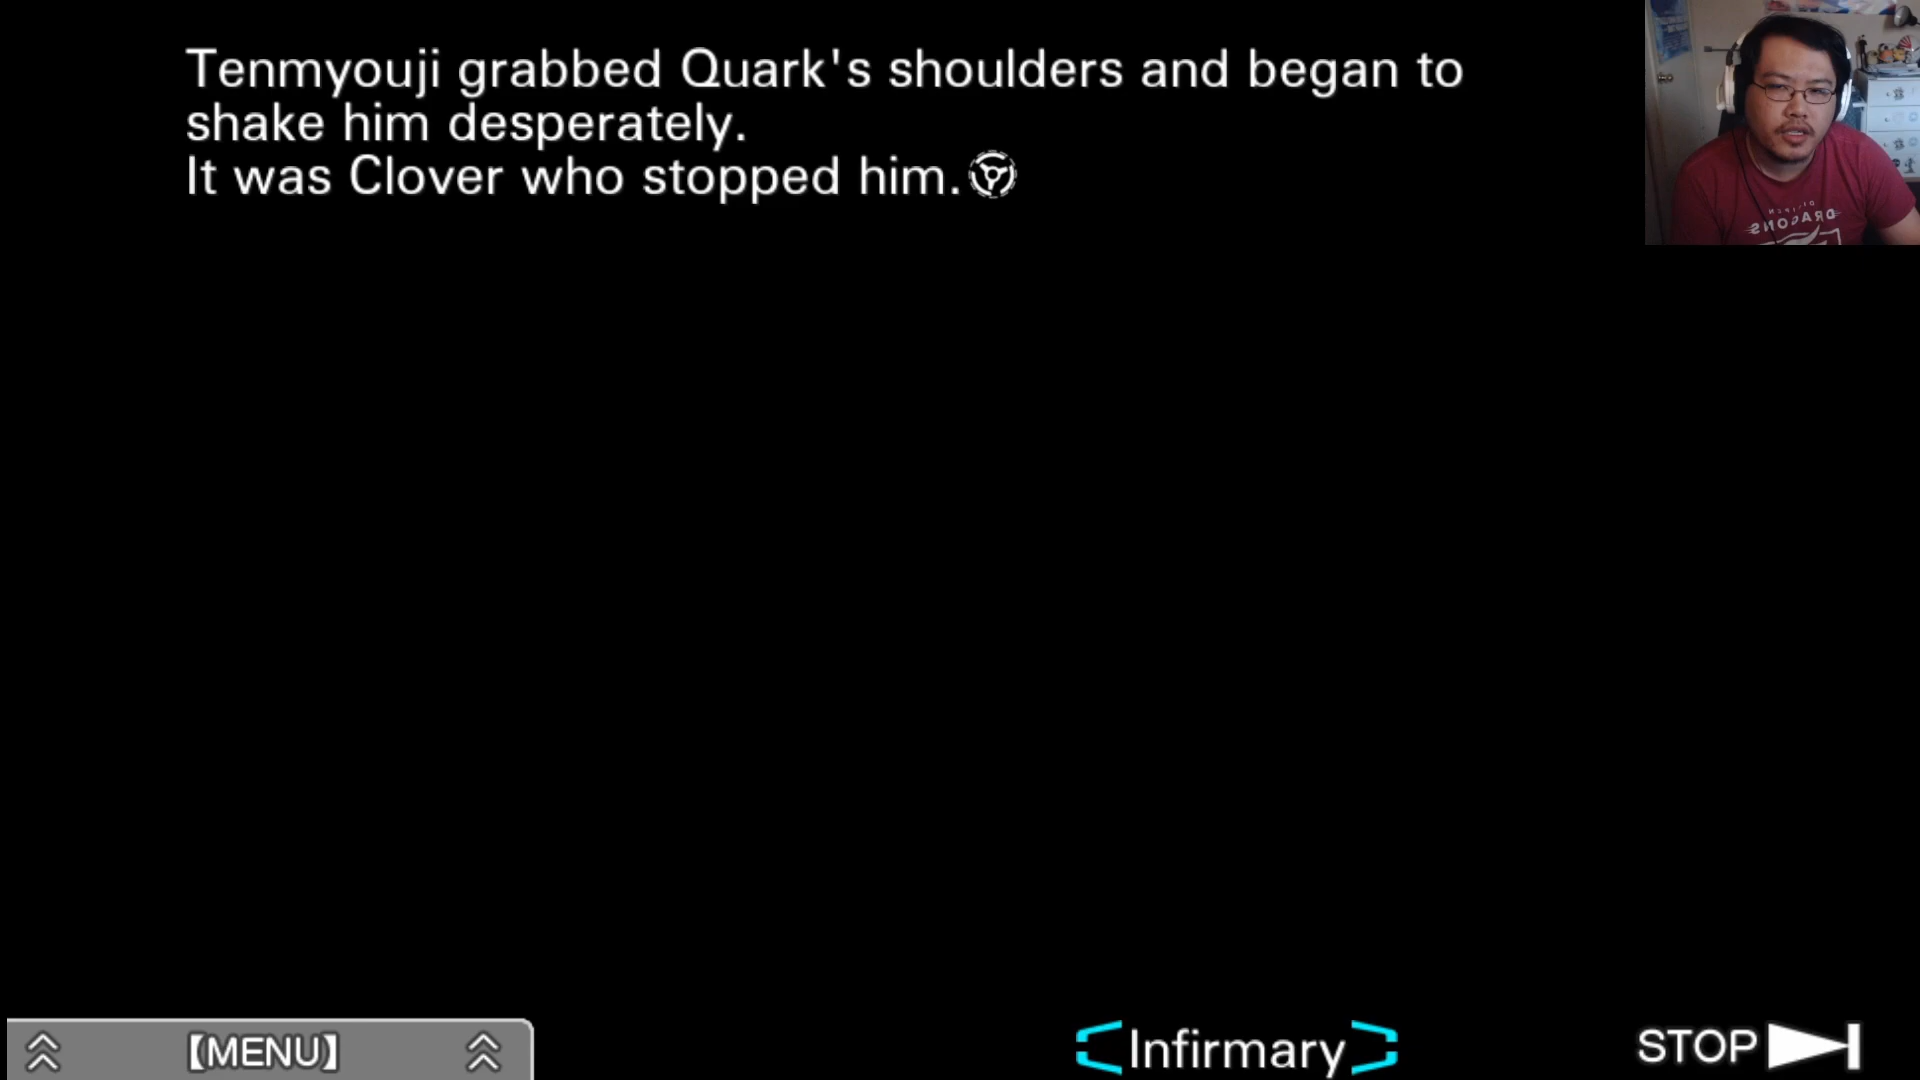 Tenmyouji grabbed Quark's shoulders and began to
shake him desperately.
It was Clover who stopped him.
DRAGONS
【MENU】
Infirmary
STOP